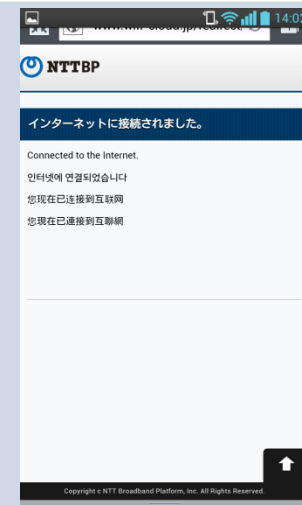 14:02
NTTBP
インターネットに接続されました。
Connected to the Internet.
인터넷에 연결되었습니다
您现在已连接到互联网
您現在已連接到互聯網
Copyright c NTT Broadband Platform, Inc. All Rights Reserved.